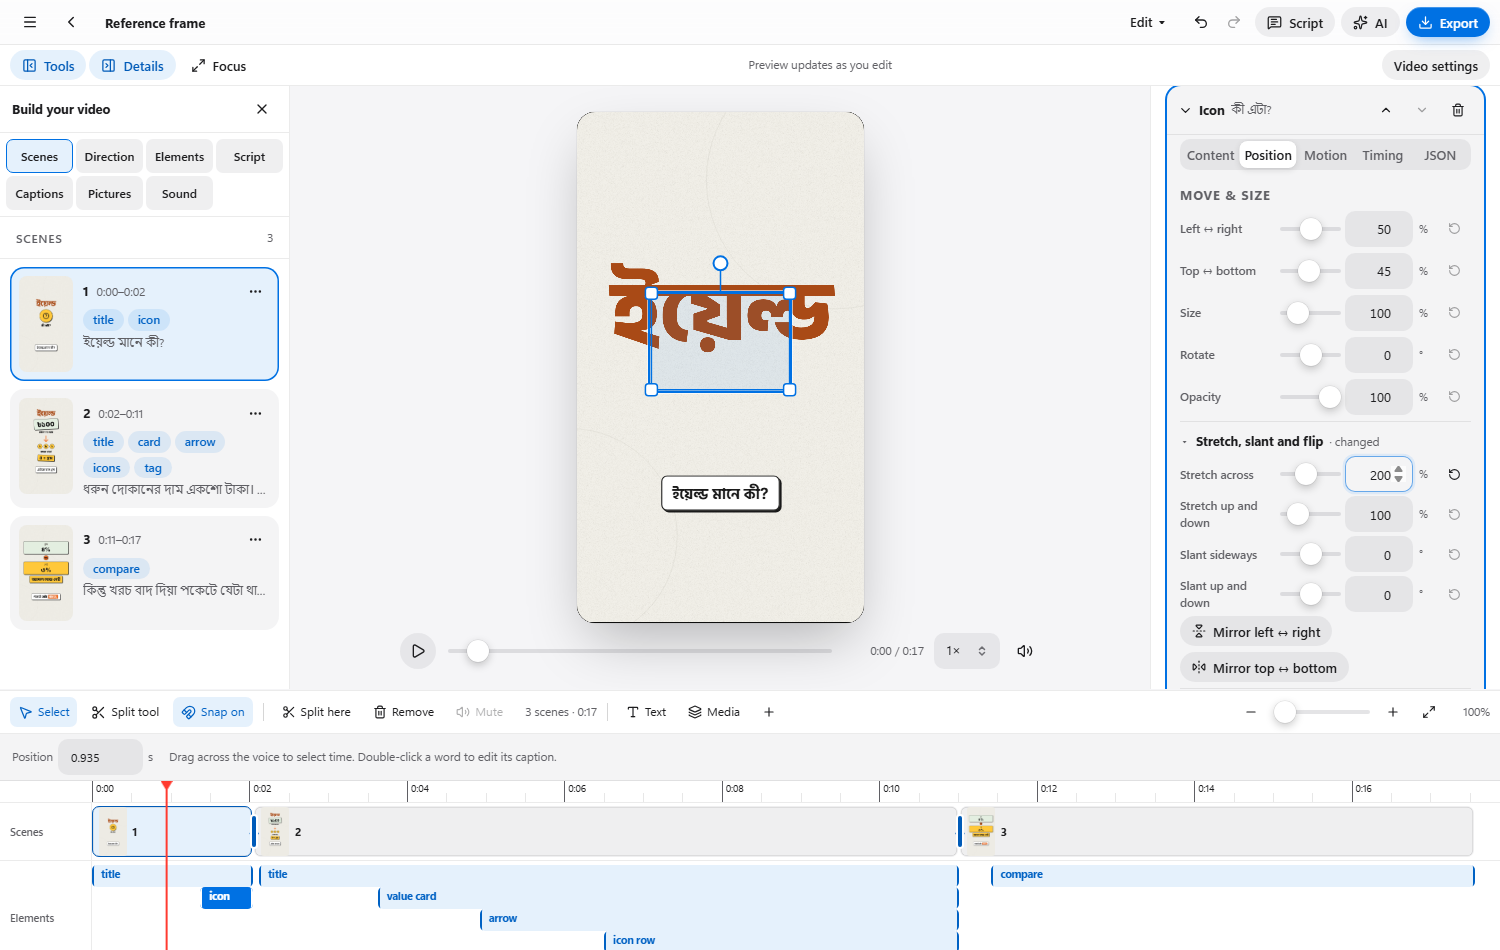 Reference frame
Edit
Script
AI
Export
Tools
Details
Focus
Preview updates as you edit
Video settings
Build your video
Scenes
Direction
Elements
Script
Captions
Pictures
Sound
SCENES
3
1 0:00–0:02
title
icon
ইয়েল্ড মানে কী?
2 0:02–0:11
title
card
arrow
icons
tag
ধরুন দোকানের দাম একশো টাকা। ...
3 0:11–0:17
compare
কিন্তু খরচ বাদ দিয়া পকেটে যেটা থা...
ইয়েল্ড
ইয়েল্ড মানে কী?
0:00 / 0:17
1×
Icon কী এটা?
Content
Position
Motion
Timing
JSON
MOVE & SIZE
Left ↔ right 50 %
Top ↔ bottom 45 %
Size 100 %
Rotate 0 °
Opacity 100 %
Stretch, slant and flip · changed
Stretch across 200 %
Stretch up and down 100 %
Slant sideways 0 °
Slant up and down 0 °
Mirror left ↔ right
Mirror top ↔ bottom
Select
Split tool
Snap on
Split here
Remove
Mute
3 scenes · 0:17
Text
Media
100%
Position 0.935 s
Drag across the voice to select time. Double-click a word to edit its caption.
0:00 0:02 0:04 0:06 0:08 0:10 0:12 0:14 0:16
Scenes
1
2
3
Elements
title
title
compare
icon
value card
arrow
icon row